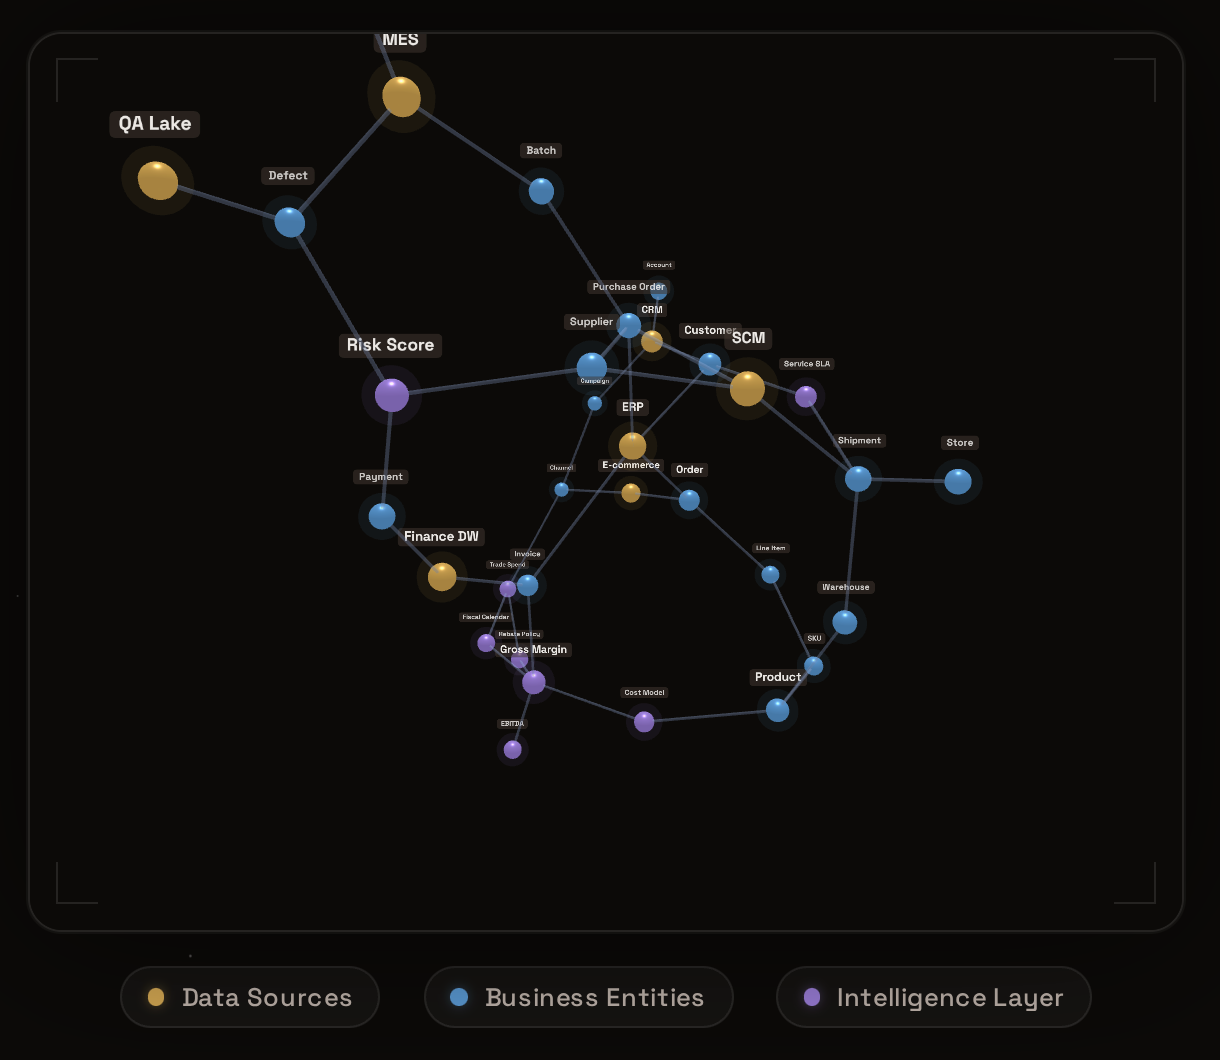 MES
QA Lake
Batch
Defect
Account
Purchase Order
CRM
Supplier
Customer
SCM
Risk Score
Service SLA
Campaign
ERP
Shipment
Store
E-commerce
Channel
Order
Payment
Finance DW
Line Item
Invoice
Trade Spend
Warehouse
Fiscal Calendar
Rebate Policy
SKU
Gross Margin
Product
Cost Model
EBITDA
Data Sources
Business Entities
Intelligence Layer